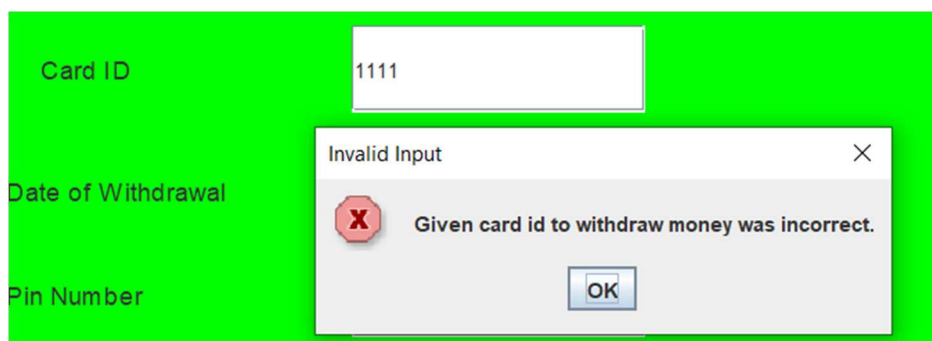 Card ID
1111
Invalid Input
Date of Withdrawal
Given card id to withdraw money was incorrect.
OK
Pin Number